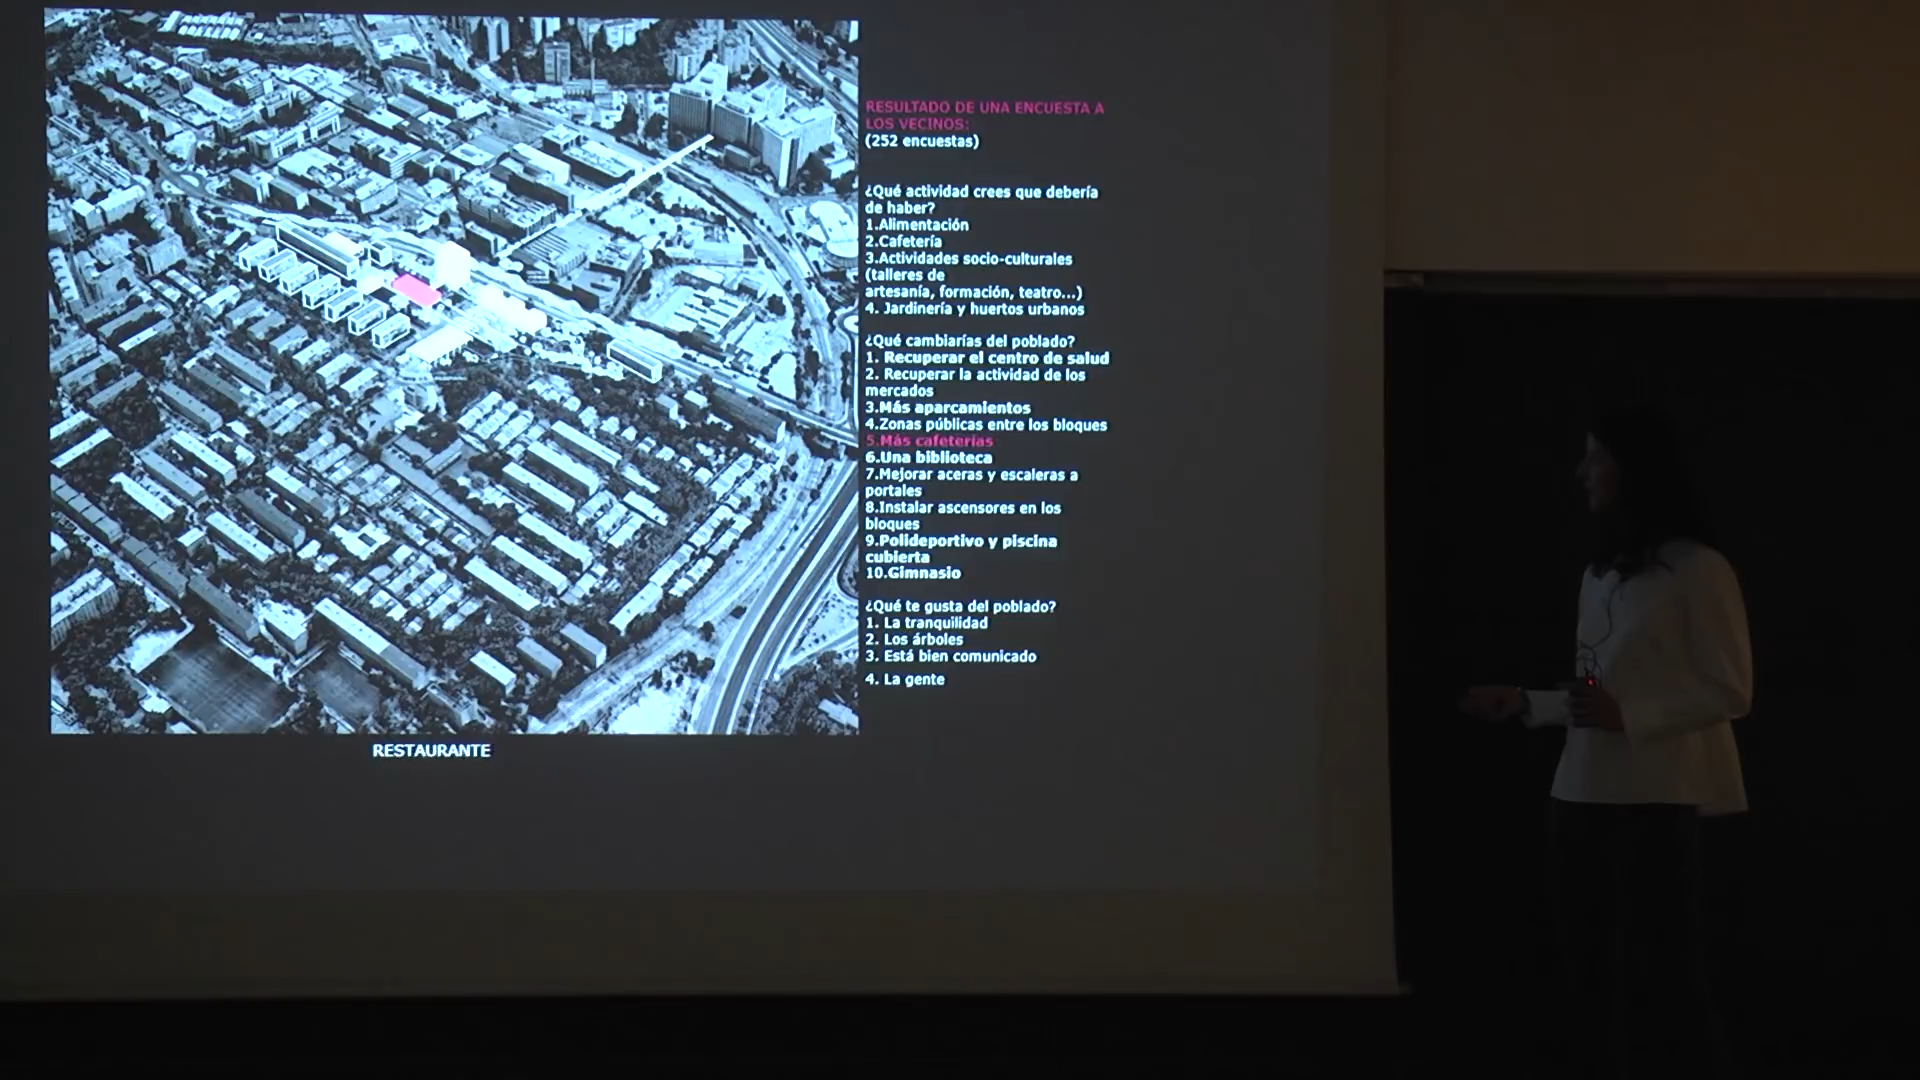 RESULTADO DE UNA ENCUESTA A
LOS VECINOS:
(252 encuestas)
¿Qué actividad crees que debería
de haber?
1.Alimentación
2.Cafetería
3.Actividades socio-culturales
(talleres de
artesanía, formación, teatro...)
4. Jardinería y huertos urbanos
¿Qué cambiarías del poblado?
1. Recuperar el centro de salud
2. Recuperar la actividad de los
mercados
3.Más aparcamientos
4.Zonas públicas entre los bloques
5.Más cafeterías
6.Una biblioteca
7.Mejorar aceras y escaleras a
portales
8.Instalar ascensores en los
bloques
9.Polideportivo y piscina
cubierta
10.Gimnasio
¿Qué te gusta del poblado?
1. La tranquilidad
2. Los árboles
3. Está bien comunicado
4. La gente
RESTAURANTE